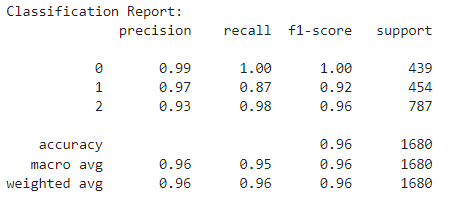 Classification Report:
precision recall f1-score support
0 0.99 1.00 1.00 439
1 0.97 0.87 0.92 454
2 0.93 0.98 0.96 787
accuracy 0.96 1680
macro avg 0.96 0.95 0.96 1680
weighted avg 0.96 0.96 0.96 1680